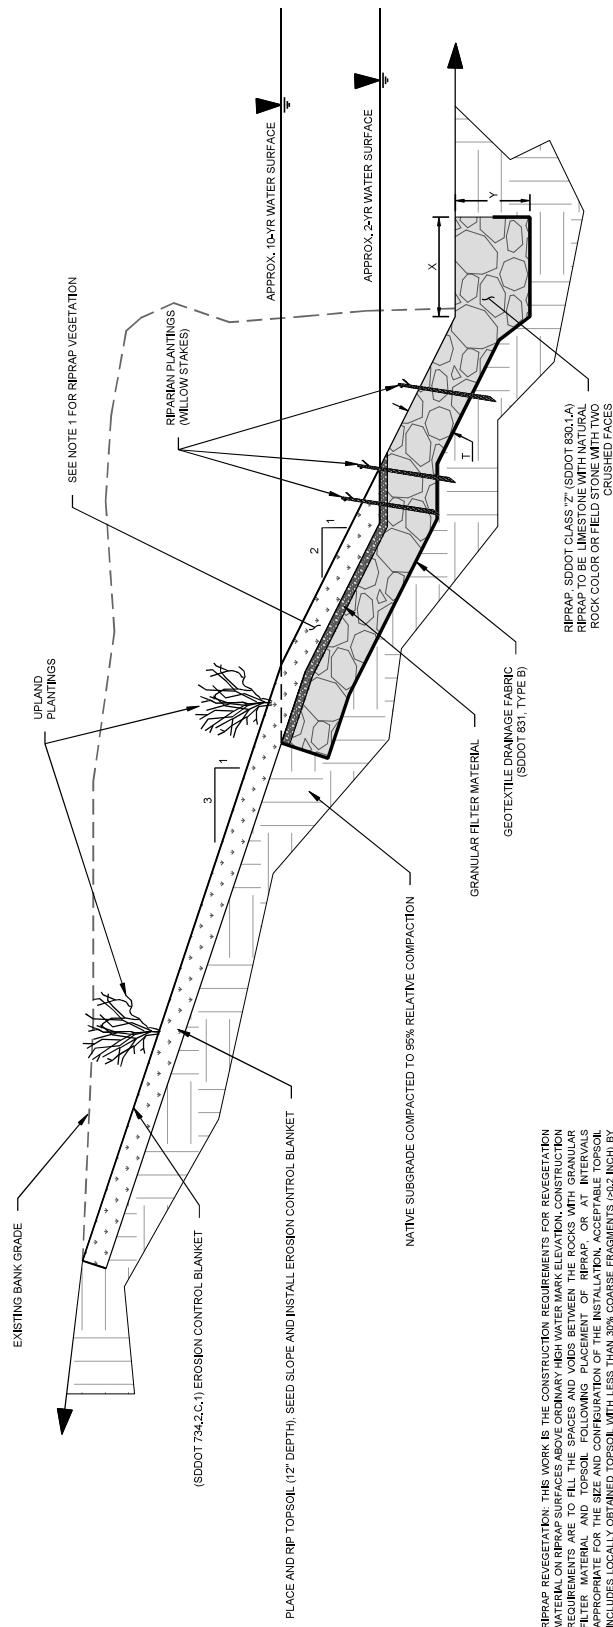 EXISTING BANK GRADE
UPLAND
PLANTINGS
SEE NOTE 1 FOR RIPRAP VEGETATION
RIPARIAN PLANTINGS
(WILLOW STAKES)
APPROX. 10-YR WATER SURFACE
APPROX. 2-YR WATER SURFACE
3
1
2
1
X
Y
T
(SDDOT 734.2.C.1) EROSION CONTROL BLANKET
PLACE AND RIP TOPSOIL (12" DEPTH), SEED SLOPE AND INSTALL EROSION CONTROL BLANKET
NATIVE SUBGRADE COMPACTED TO 95% RELATIVE COMPACTION
GRANULAR FILTER MATERIAL
GEOTEXTILE DRAINAGE FABRIC
(SDDOT 831, TYPE B)
RIPRAP, SDDOT CLASS "Z" (SDDOT 830.1.A)
RIPRAP TO BE LIMESTONE WITH NATURAL
ROCK COLOR OR FIELD STONE WITH TWO
CRUSHED FACES
RIPRAP REVEGETATION: THIS WORK IS THE CONSTRUCTION REQUIREMENTS FOR REVEGETATION
MATERIAL ON RIPRAP SURFACES ABOVE ORDINARY HIGH WATER MARK ELEVATION. CONSTRUCTION
REQUIREMENTS ARE TO FILL THE SPACES AND VOIDS BETWEEN THE ROCKS WITH GRANULAR
FILTER MATERIAL AND TOPSOIL FOLLOWING PLACEMENT OF RIPRAP, OR AT INTERVALS
APPROPRIATE FOR THE SIZE AND CONFIGURATION OF THE INSTALLATION. ACCEPTABLE TOPSOIL
INCLUDES LOCALLY OBTAINED TOPSOIL WITH LESS THAN 30% COARSE FRAGMENTS (>0.2 INCH) BY